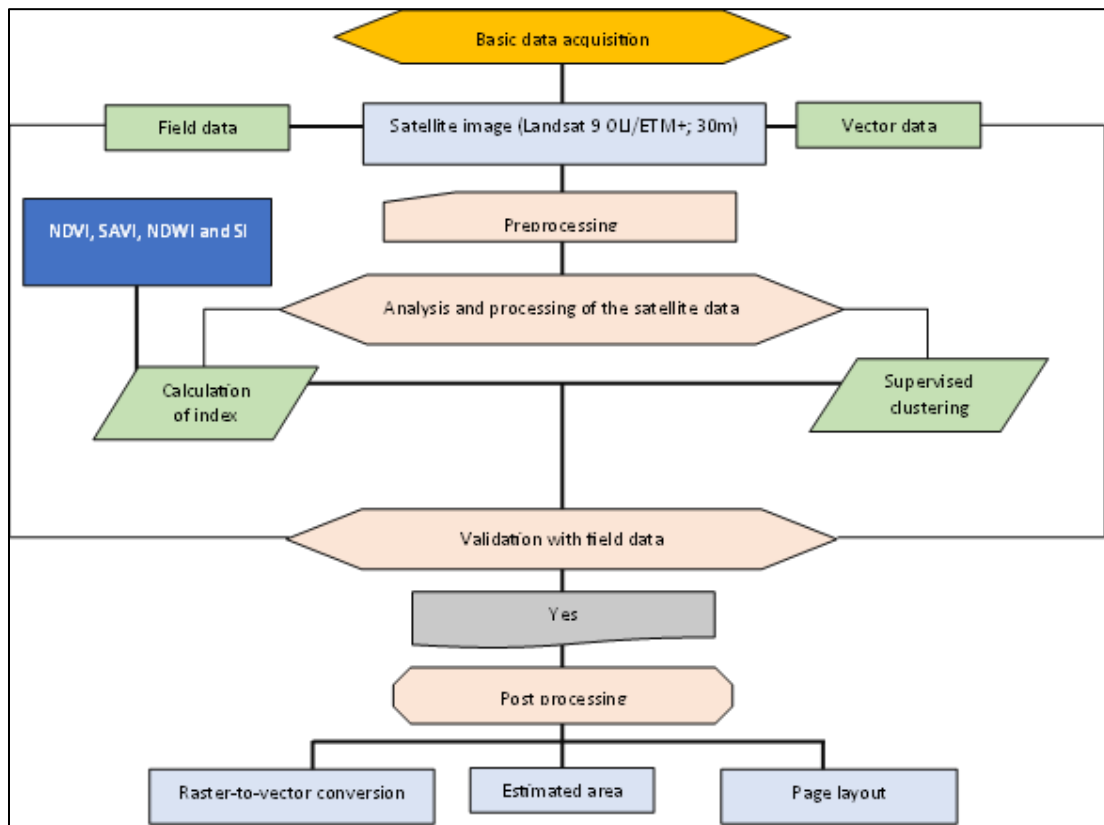 Basic data acquisition
Field data
Satellite image (Landsat 9 OLI/ETM+; 30m)
Vector data
NDVI, SAVI, NDWI and SI
Preprocessing
Analysis and processing of the satellite data
Calculation
of index
Supervised
clustering
Validation with field data
Yes
Post processing
Raster-to-vector conversion
Estimated area
Page layout